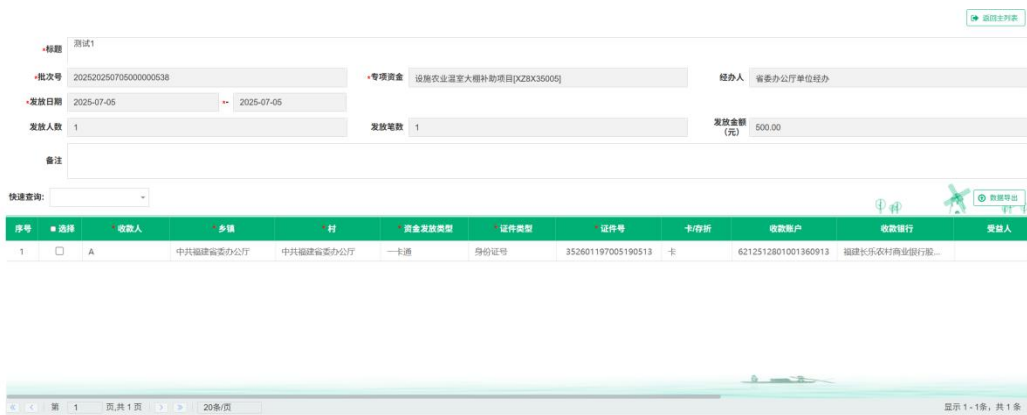 返回主列表
*标题 测试1
*批次号 202520250705000000538 *专项资金 设施农业温室大棚补助项目[XZ8X35005] 经办人 省委办公厅单位经办
*发放日期 2025-07-05 *- 2025-07-05
发放人数 1 发放笔数 1 发放金额（元） 500.00
备注
快速查询: 数据导出
序号 选择 *收款人 *乡镇 *村 *资金发放类型 *证件类型 *证件号 卡/存折 收款账户 收款银行 受益人
1 A 中共福建省委办公厅 中共福建省委办公厅 一卡通 身份证号 352601197005190513 卡 6212512801001360913 福建长乐农村商业银行股...
第 1 页,共 1 页 20条/页 显示 1 - 1条，共 1 条